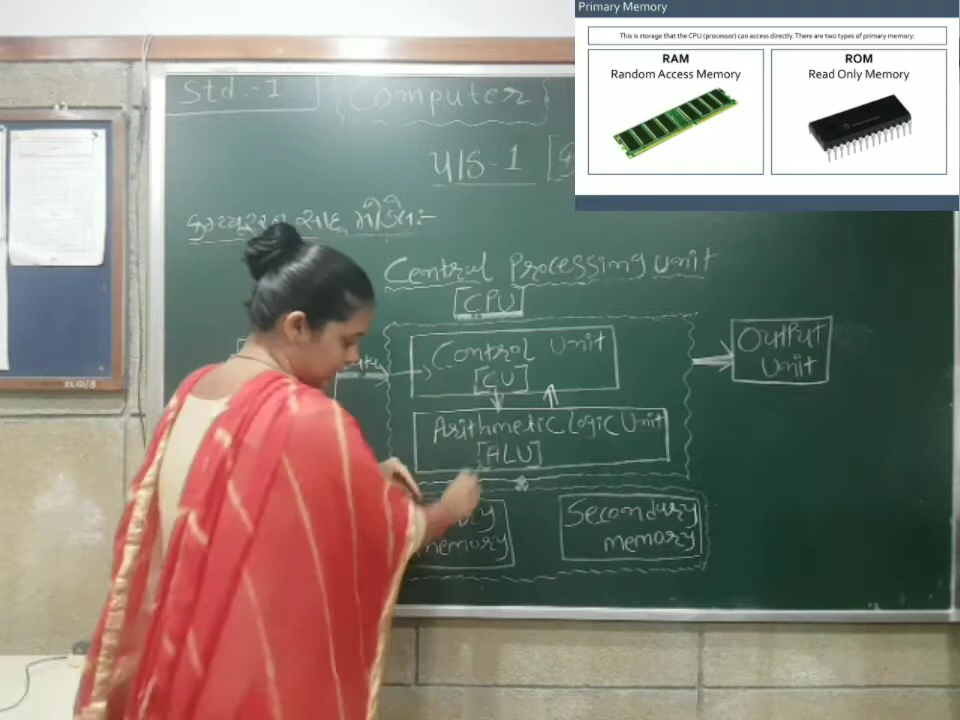 Primary Memory
This is storage that the CPU (processor) can access directly. There are two types of primary memory.
RAM
Random Access Memory
ROM
Read Only Memory
Std.-I
Computer
પાઠ-1
Central Processing Unit
[CPU]
Control Unit
[CU]
Arithmetic Logic Unit
[ALU]
Output
Unit
memory
Secondury
memory